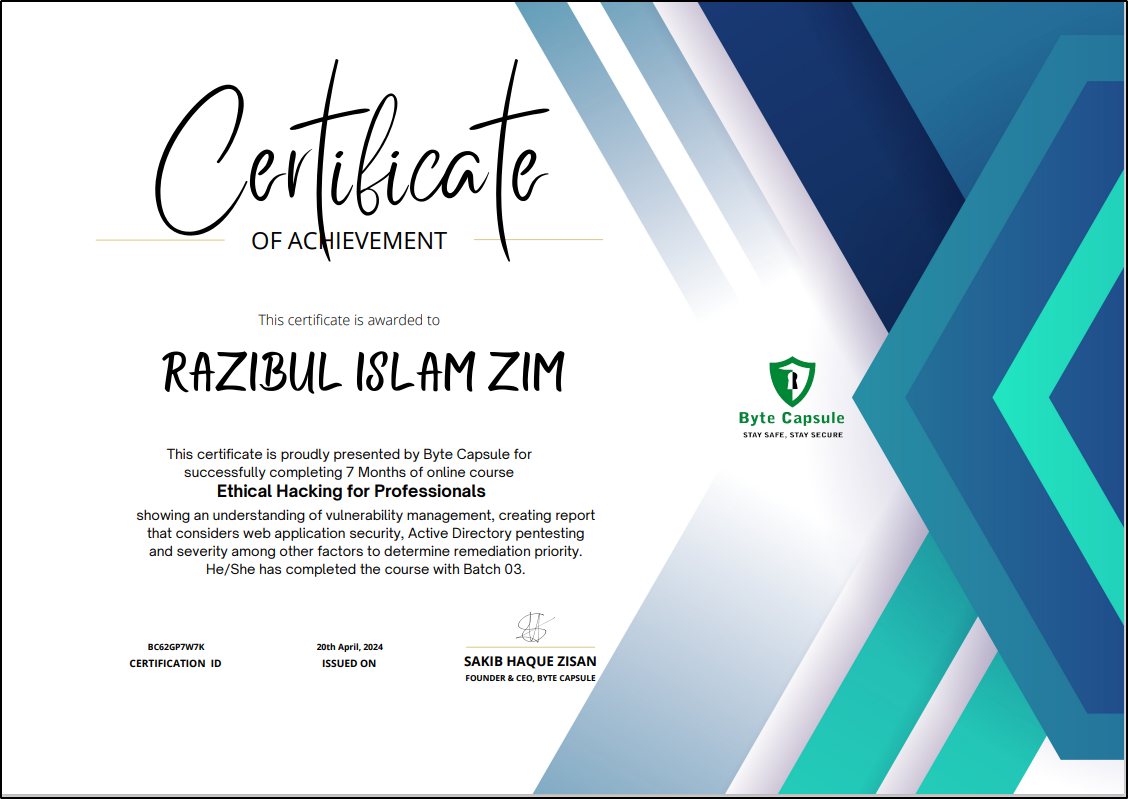 Certificate
OF ACHIEVEMENT
This certificate is awarded to
RAZIBUL ISLAM ZIM
Byte Capsule
STAY SAFE, STAY SECURE
This certificate is proudly presented by Byte Capsule for
successfully completing 7 Months of online course
Ethical Hacking for Professionals
showing an understanding of vulnerability management, creating report
that considers web application security, Active Directory pentesting
and severity among other factors to determine remediation priority.
He/She has completed the course with Batch 03.
BC62GP7W7K
CERTIFICATION ID
20th April, 2024
ISSUED ON
SAKIB HAQUE ZISAN
FOUNDER & CEO, BYTE CAPSULE